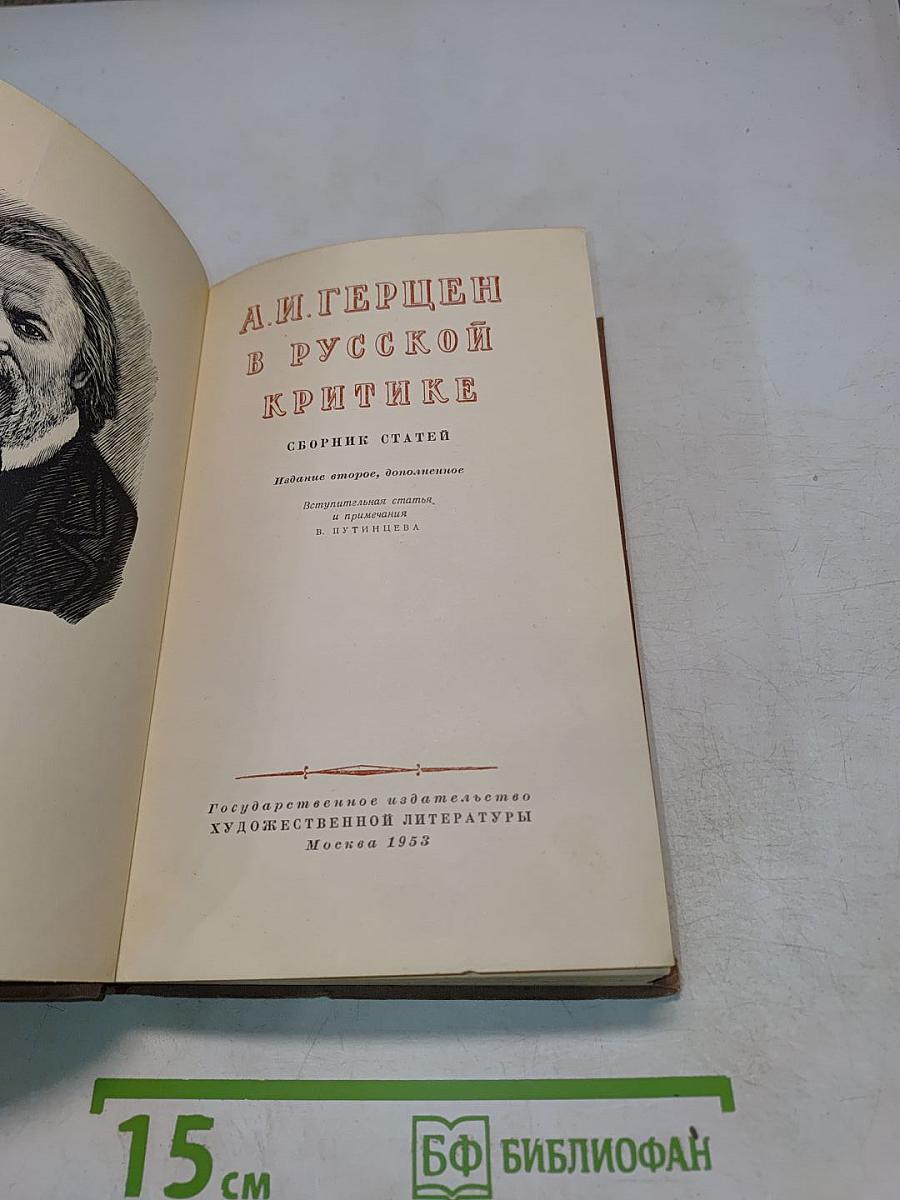 А.И.ГЕРЦЕН
В РУССКОЙ
КРИТИКЕ
СБОРНИК СТАТЕЙ
Издание второе, дополненное
Вступительная статья
и примечания
В. ПУТИНЦЕВА
Государственное издательство
ХУДОЖЕСТВЕННОЙ ЛИТЕРАТУРЫ
Москва 1953
15 см
БФ БИБЛИОФАН